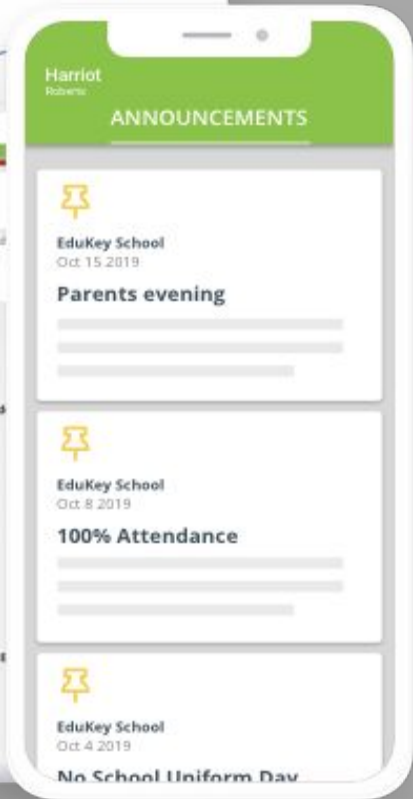 Harriot
Roberts
ANNOUNCEMENTS
EduKey School
Oct 15 2019
Parents evening
EduKey School
Oct 8 2019
100% Attendance
EduKey School
Oct 4 2019
No School Uniform Day